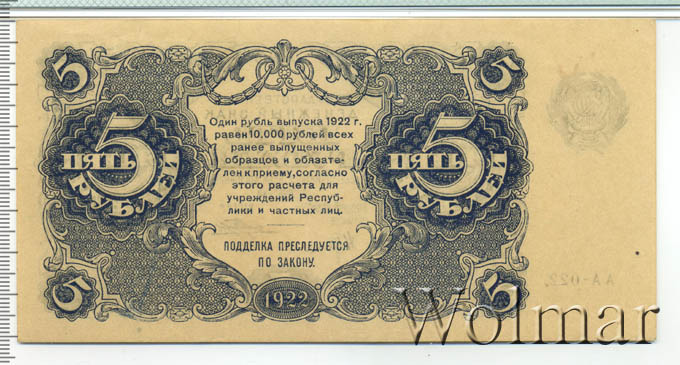 5 5
Один рубль выпуска 1922 г.
равен 10.000 рублей всех
ранее выпущенных
образцов и обязате-
лен к приему, согласно
этого расчета для
учреждений Респуб-
лики и частных лиц.
ПОДДЕЛКА ПРЕСЛЕДУЕТСЯ
ПО ЗАКОНУ.
5 ПЯТЬ РУБЛЕЙ
5 ПЯТЬ РУБЛЕЙ
5 1922 5
АА-022
Wolmar